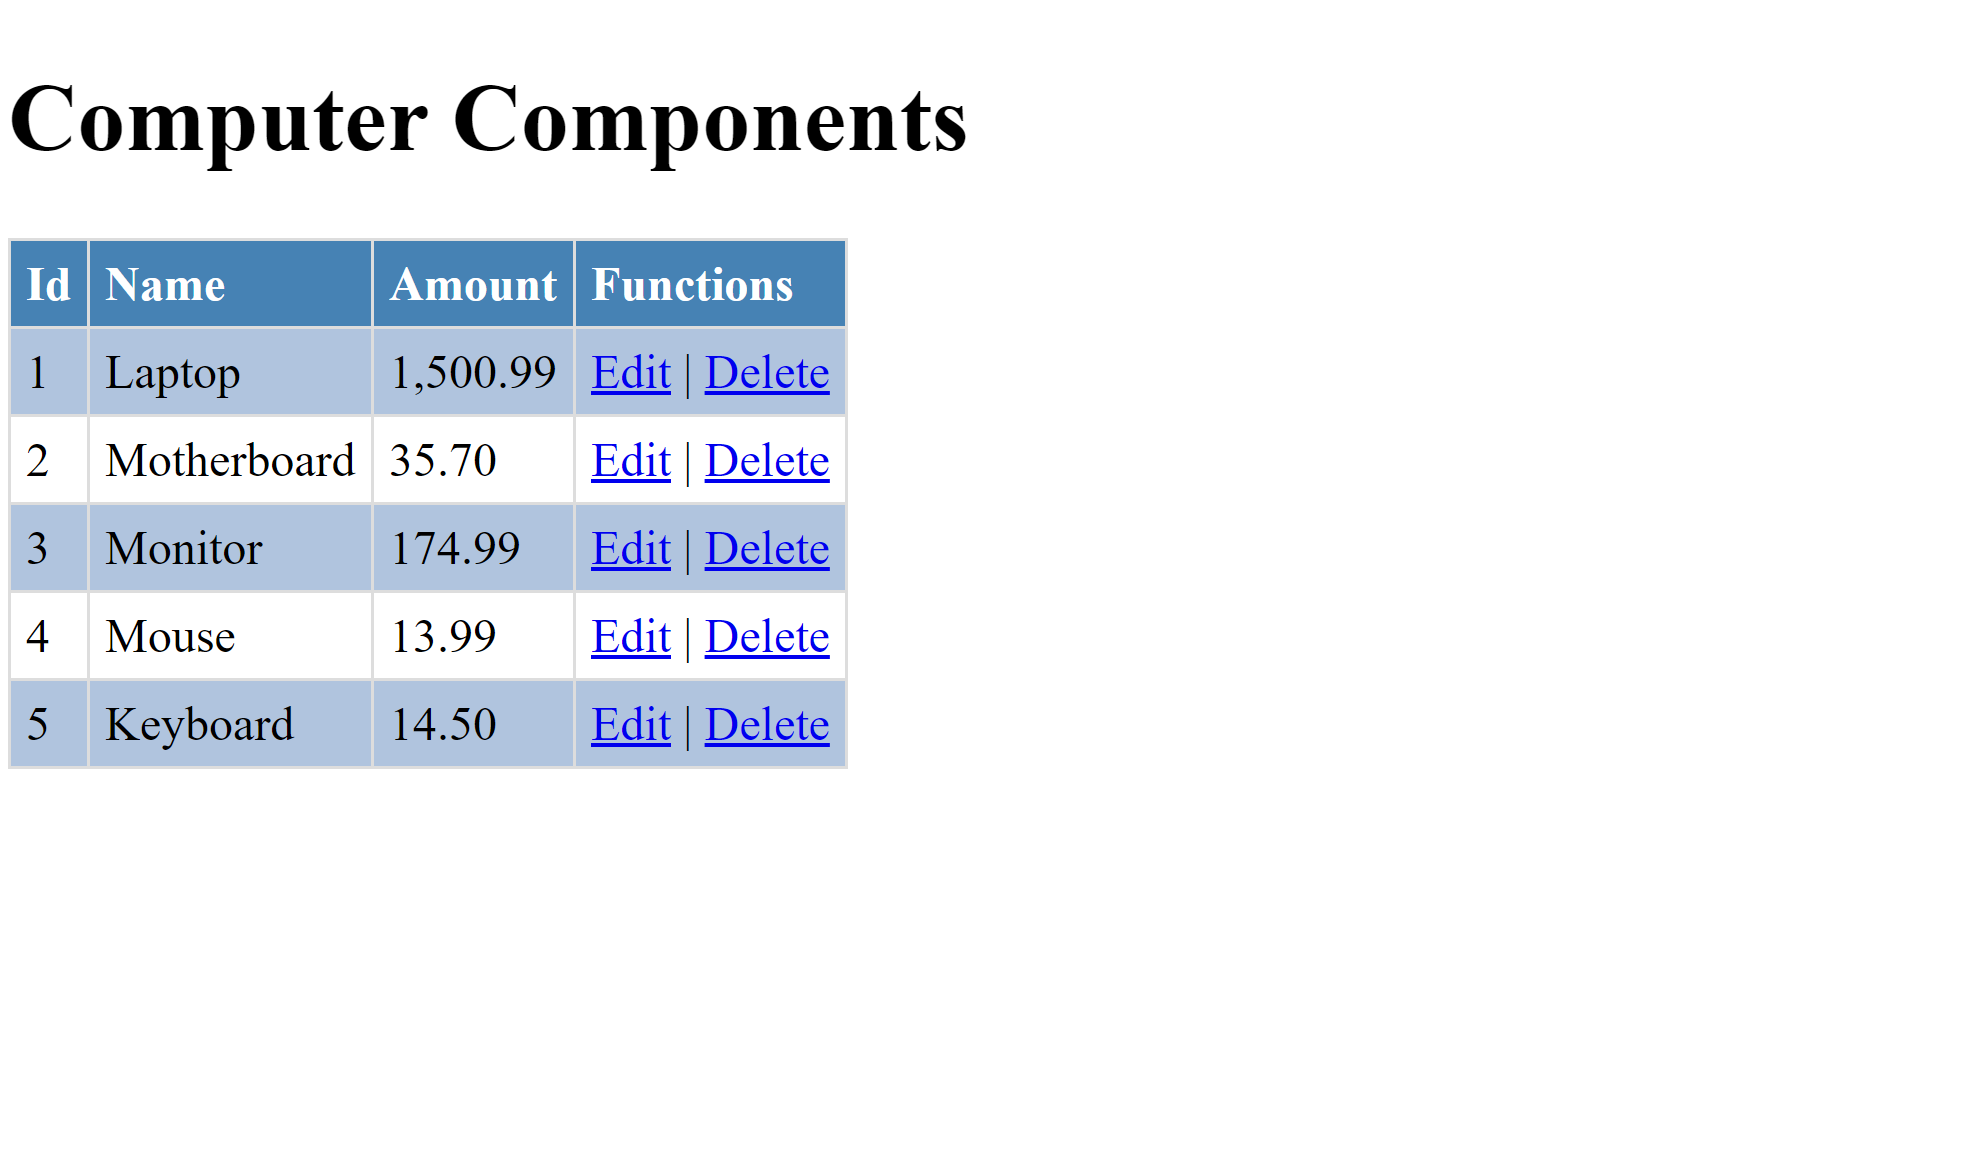 Computer Components
Id Name Amount Functions
1 Laptop 1,500.99 Edit | Delete
2 Motherboard 35.70 Edit | Delete
3 Monitor 174.99 Edit | Delete
4 Mouse 13.99 Edit | Delete
5 Keyboard 14.50 Edit | Delete